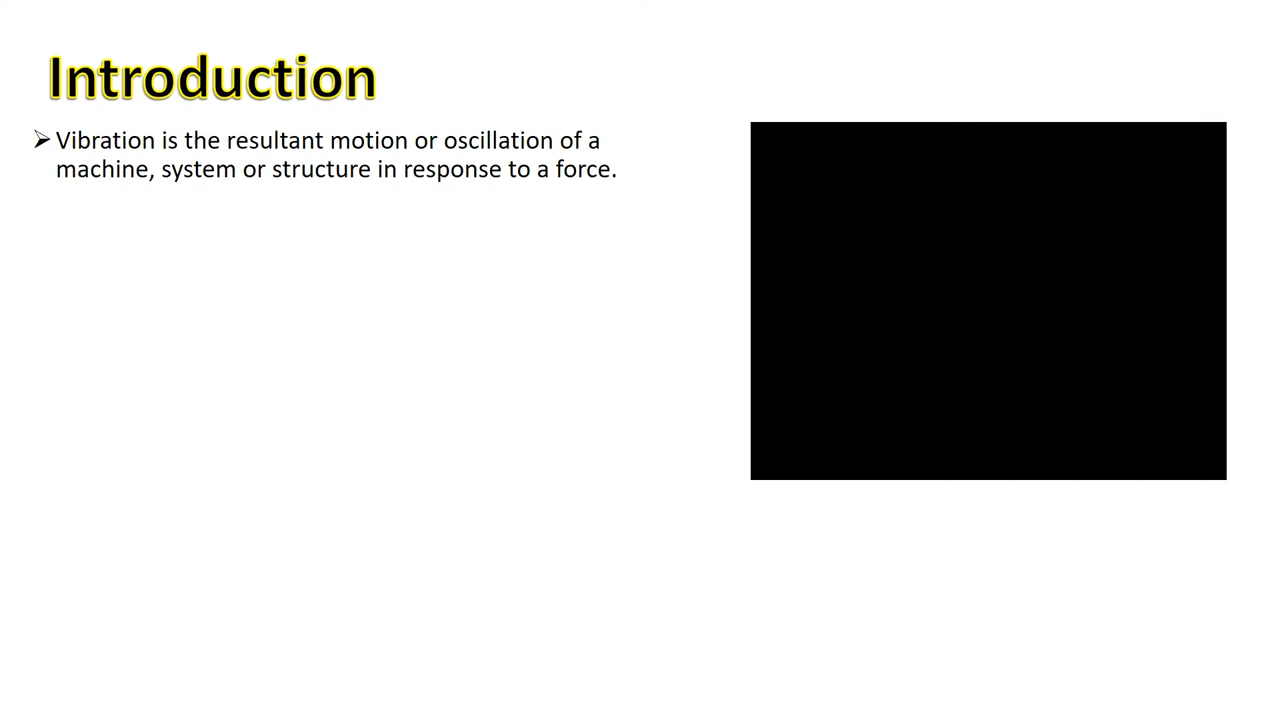 Introduction
➢ Vibration is the resultant motion or oscillation of a
machine, system or structure in response to a force.